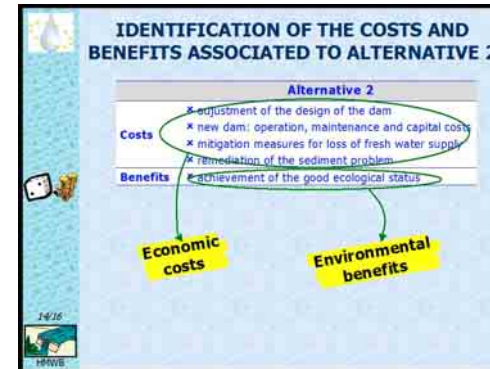 IDENTIFICATION OF THE COSTS AND
BENEFITS ASSOCIATED TO ALTERNATIVE 2
Alternative 2
Costs
× adjustment of the design of the dam
× new dam: operation, maintenance and capital costs
× mitigation measures for loss of fresh water supply
× remediation of the sediment problem
Benefits
× achievement of the good ecological status
Economic
costs
Environmental
benefits
14/16
HMWB